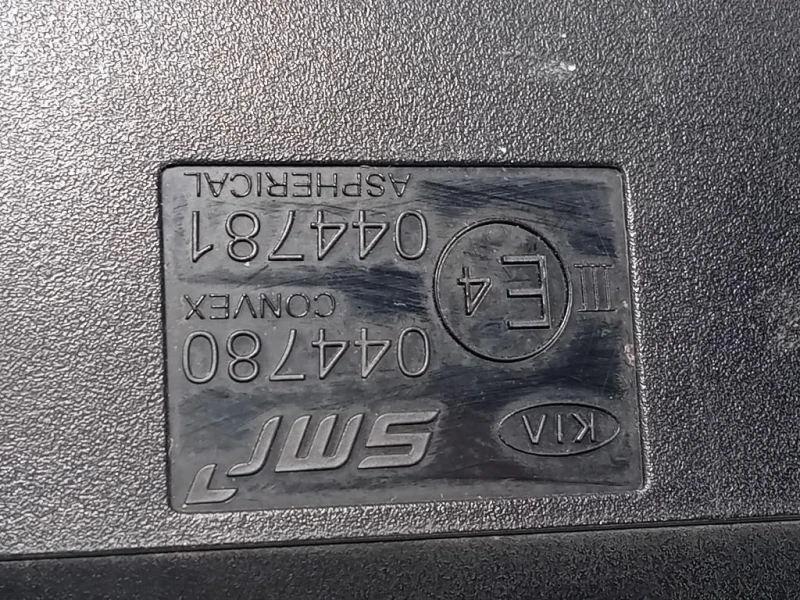 KIA SMR
044780
CONVEX
III E4
044781
ASPHERICAL